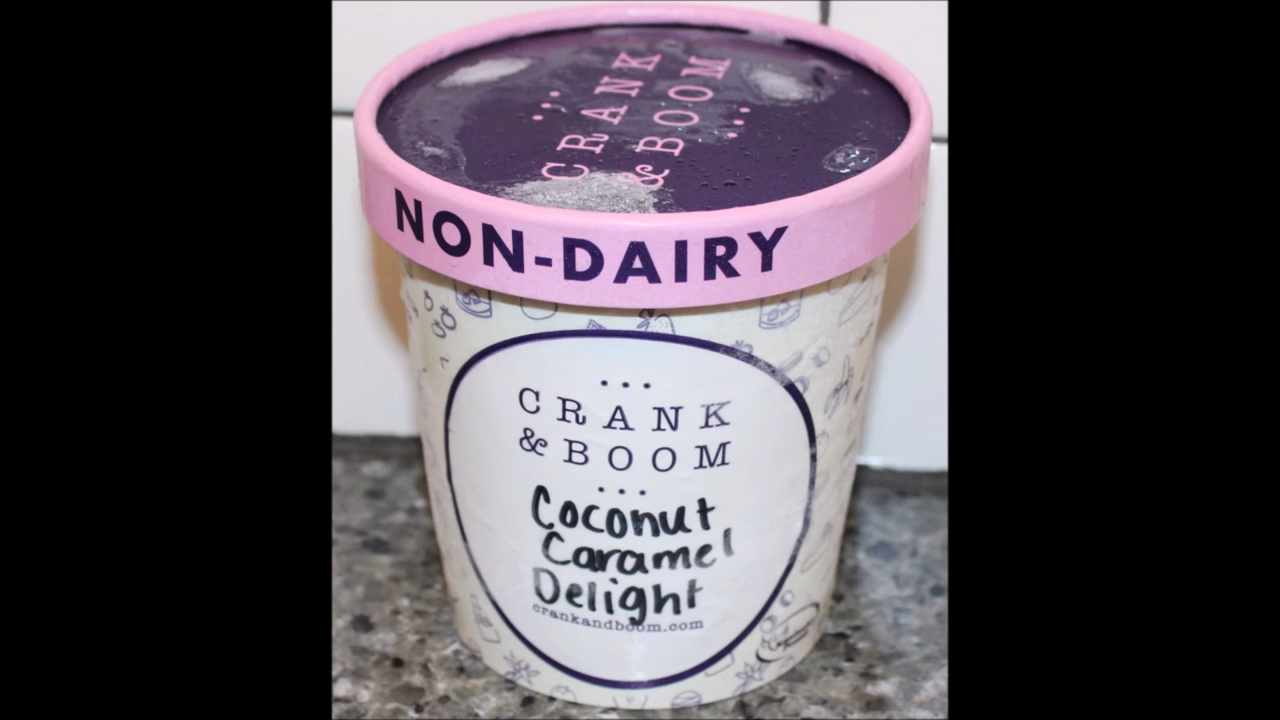 CRANK
& BOOM
NON-DAIRY
CRANK
& BOOM
Coconut
Caramel
Delight
crankandboom.com